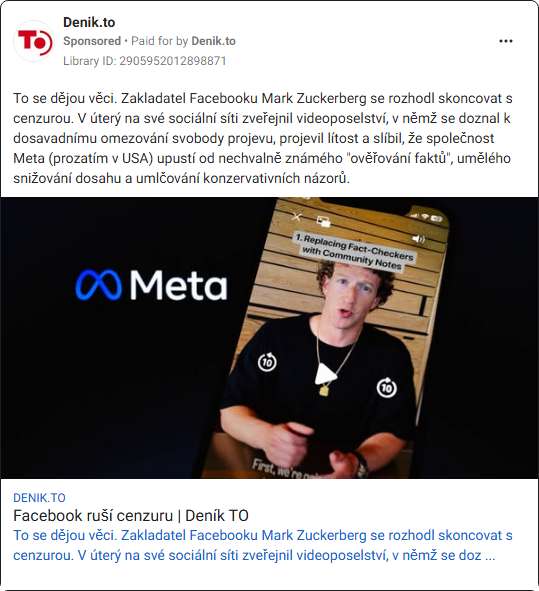 Denik.to
Sponsored • Paid for by Denik.to
Library ID: 2905952012898871
TO
To se dějou věci. Zakladatel Facebooku Mark Zuckerberg se rozhodl skoncovat s
cenzurou. V úterý na své sociální síti zveřejnil videoposelství, v němž se doznal k
dosavadnímu omezování svobody projevu, projevil lítost a slíbil, že společnost
Meta (prozatím v USA) upustí od nechvalně známého "ověřování faktů", umělého
snižování dosahu a umlčování konzervativních názorů.
1. Replacing Fact-Checkers
with Community Notes
Meta
10
10
First, we're
DENIK.TO
Facebook ruší cenzuru | Deník TO
To se dějou věci. Zakladatel Facebooku Mark Zuckerberg se rozhodl skoncovat s
cenzurou. V úterý na své sociální síti zveřejnil videoposelství, v němž se doz ...